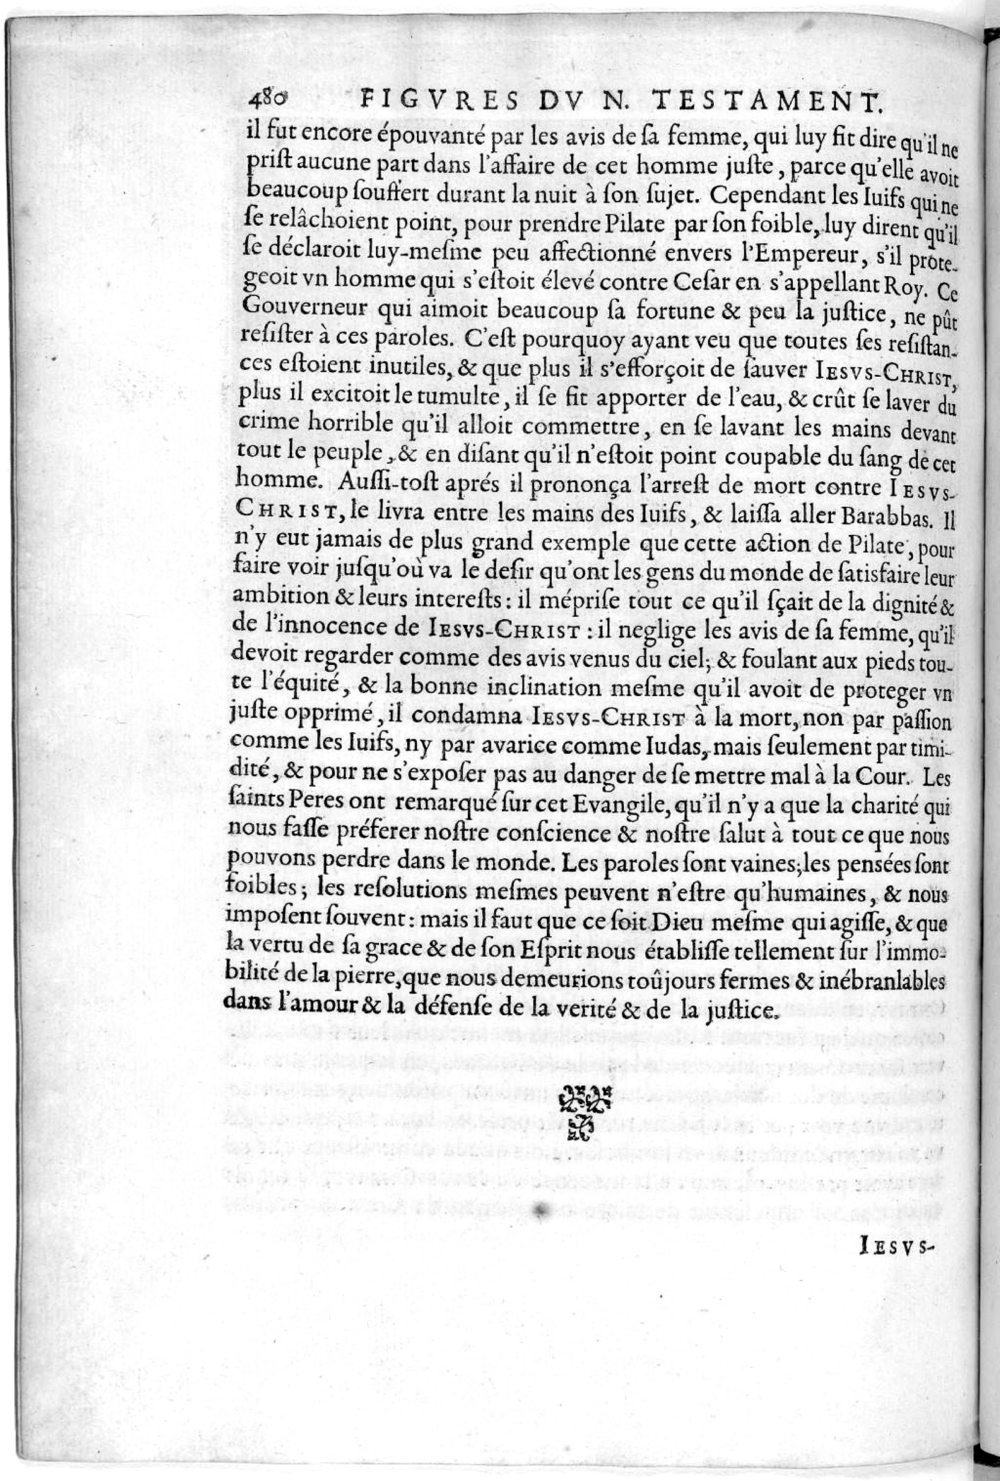 480 FIGVRES DV N. TESTAMENT.
il fut encore épouvanté par les avis de ſa femme, qui luy fit dire qu'il ne
priſt aucune part dans l'affaire de cet homme juſte, parce qu'elle avoit
beaucoup ſouffert durant la nuit à ſon ſujet. Cependant les Iuifs qui ne
ſe relâchoient point, pour prendre Pilate par ſon foible, luy dirent qu'il
ſe déclaroit luy-meſme peu affectionné envers l'Empereur, s'il prote-
geoit vn homme qui s'eſtoit élevé contre Ceſar en s'appellant Roy. Ce
Gouverneur qui aimoit beaucoup ſa fortune & peu la juſtice, ne pût
reſiſter à ces paroles. C'eſt pourquoy ayant veu que toutes ſes reſiſtan-
ces eſtoient inutiles, & que plus il s'efforçoit de ſauver IESVS-CHRIST,
plus il excitoit le tumulte, il ſe fit apporter de l'eau, & crût ſe laver du
crime horrible qu'il alloit commettre, en ſe lavant les mains devant
tout le peuple, & en diſant qu'il n'eſtoit point coupable du ſang de cet
homme. Auſſi-toſt aprés il prononça l'arreſt de mort contre IESVS-
CHRIST, le livra entre les mains des Iuifs, & laiſſa aller Barabbas. Il
n'y eut jamais de plus grand exemple que cette action de Pilate, pour
faire voir juſqu'où va le deſir qu'ont les gens du monde de ſatisfaire leur
ambition & leurs intereſts : il mépriſe tout ce qu'il ſçait de la dignité &
de l'innocence de IESVS-CHRIST : il neglige les avis de ſa femme, qu'il
devoit regarder comme des avis venus du ciel; & foulant aux pieds tou-
te l'équité, & la bonne inclination meſme qu'il avoit de proteger vn
juſte opprimé, il condamna IESVS-CHRIST à la mort, non par paſſion
comme les Iuifs, ny par avarice comme Iudas, mais ſeulement par timi-
dité, & pour ne s'expoſer pas au danger de ſe mettre mal à la Cour. Les
ſaints Peres ont remarqué ſur cet Evangile, qu'il n'y a que la charité qui
nous faſſe préferer noſtre conſcience & noſtre ſalut à tout ce que nous
pouvons perdre dans le monde. Les paroles ſont vaines; les penſées ſont
foibles; les reſolutions meſmes peuvent n'eſtre qu'humaines, & nous
impoſent ſouvent : mais il faut que ce ſoit Dieu meſme qui agiſſe, & que
la vertu de ſa grace & de ſon Eſprit nous établiſſe tellement ſur l'immo-
bilité de la pierre, que nous demeurions toûjours fermes & inébranlables
dans l'amour & la défenſe de la verité & de la juſtice.
IESVS-